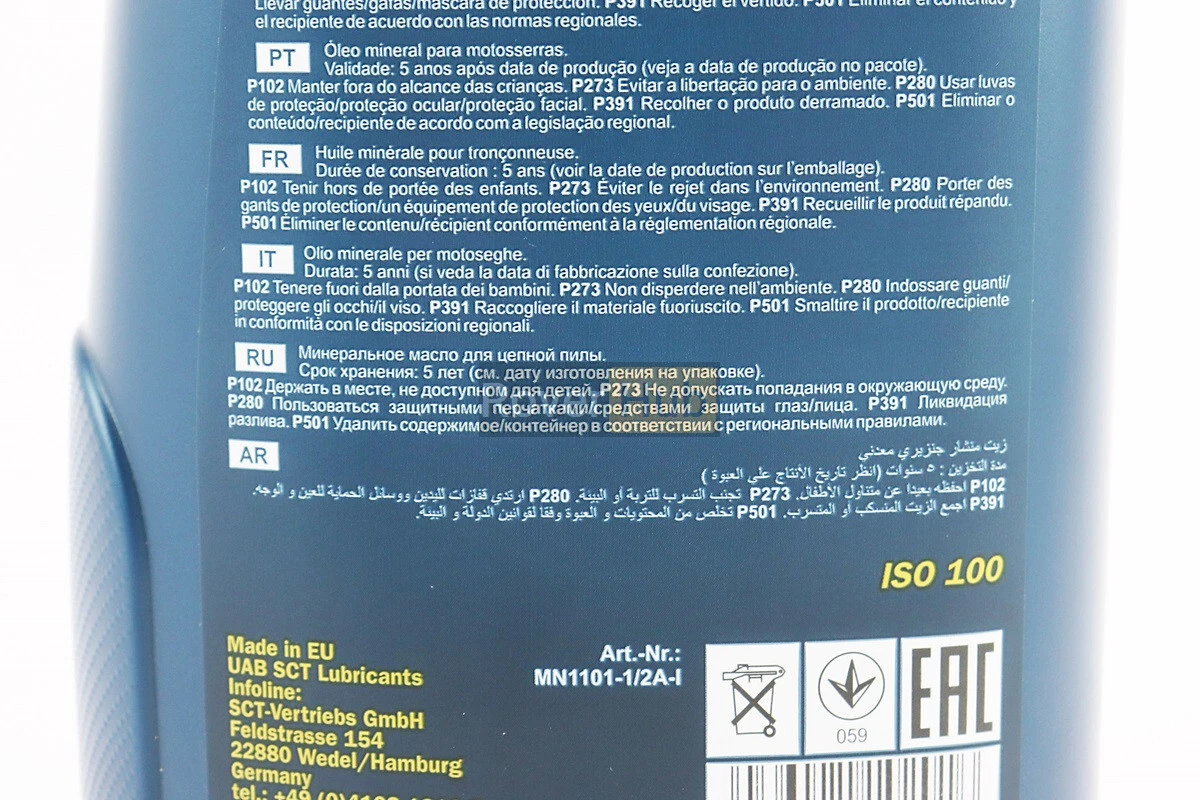 Llevar guantes/gafas/máscara de protección. P391 Recoger el vertido. P501 Eliminar el contenido y
el recipiente de acuerdo con las normas regionales.
PT Óleo mineral para motosserras.
Validade: 5 anos após data de produção (veja a data de produção no pacote).
P102 Manter fora do alcance das crianças. P273 Evitar a libertação para o ambiente. P280 Usar luvas
de proteção/proteção ocular/proteção facial. P391 Recolher o produto derramado. P501 Eliminar o
conteúdo/recipiente de acordo com a legislação regional.
FR Huile minérale pour tronçonneuse.
Durée de conservation : 5 ans (voir la date de production sur l'emballage).
P102 Tenir hors de portée des enfants. P273 Éviter le rejet dans l'environnement. P280 Porter des
gants de protection/un équipement de protection des yeux/du visage. P391 Recueillir le produit répandu.
P501 Éliminer le contenu/récipient conformément à la réglementation régionale.
IT Olio minerale per motoseghe.
Durata: 5 anni (si veda la data di fabbricazione sulla confezione).
P102 Tenere fuori dalla portata dei bambini. P273 Non disperdere nell'ambiente. P280 Indossare guanti/
proteggere gli occhi/il viso. P391 Raccogliere il materiale fuoriuscito. P501 Smaltire il prodotto/recipiente
in conformità con le disposizioni regionali.
RU Минеральное масло для цепной пилы.
Срок хранения: 5 лет (см. дату изготовления на упаковке).
P102 Держать в месте, не доступном для детей. P273 Не допускать попадания в окружающую среду.
P280 Пользоваться защитными перчатками/средствами защиты глаз/лица. P391 Ликвидация
разлива. P501 Удалить содержимое/контейнер в соответствии с региональными правилами.
AR زيت منشار جنزيري معدني
مدة التخزين : ٥ سنوات (انظر تاريخ الأنتاج علي العبوة )
P102 احفظه بعيدا عن متناول الأطفال. P273 تجنب التسرب للتربة أو البيئة. P280 ارتدي قفازات لليدين ووسائل الحماية للعين و الوجه.
P391 اجمع الزيت المنسكب أو المتسرب. P501 تخلص من المحتويات و العبوة وفقا لقوانين الدولة و البيئة.
ISO 100
Made in EU
UAB SCT Lubricants
Infoline:
SCT-Vertriebs GmbH
Feldstrasse 154
22880 Wedel/Hamburg
Germany
tel.: +49 (0)4103
Art.-Nr.:
MN1101-1/2A-I
059
EAC